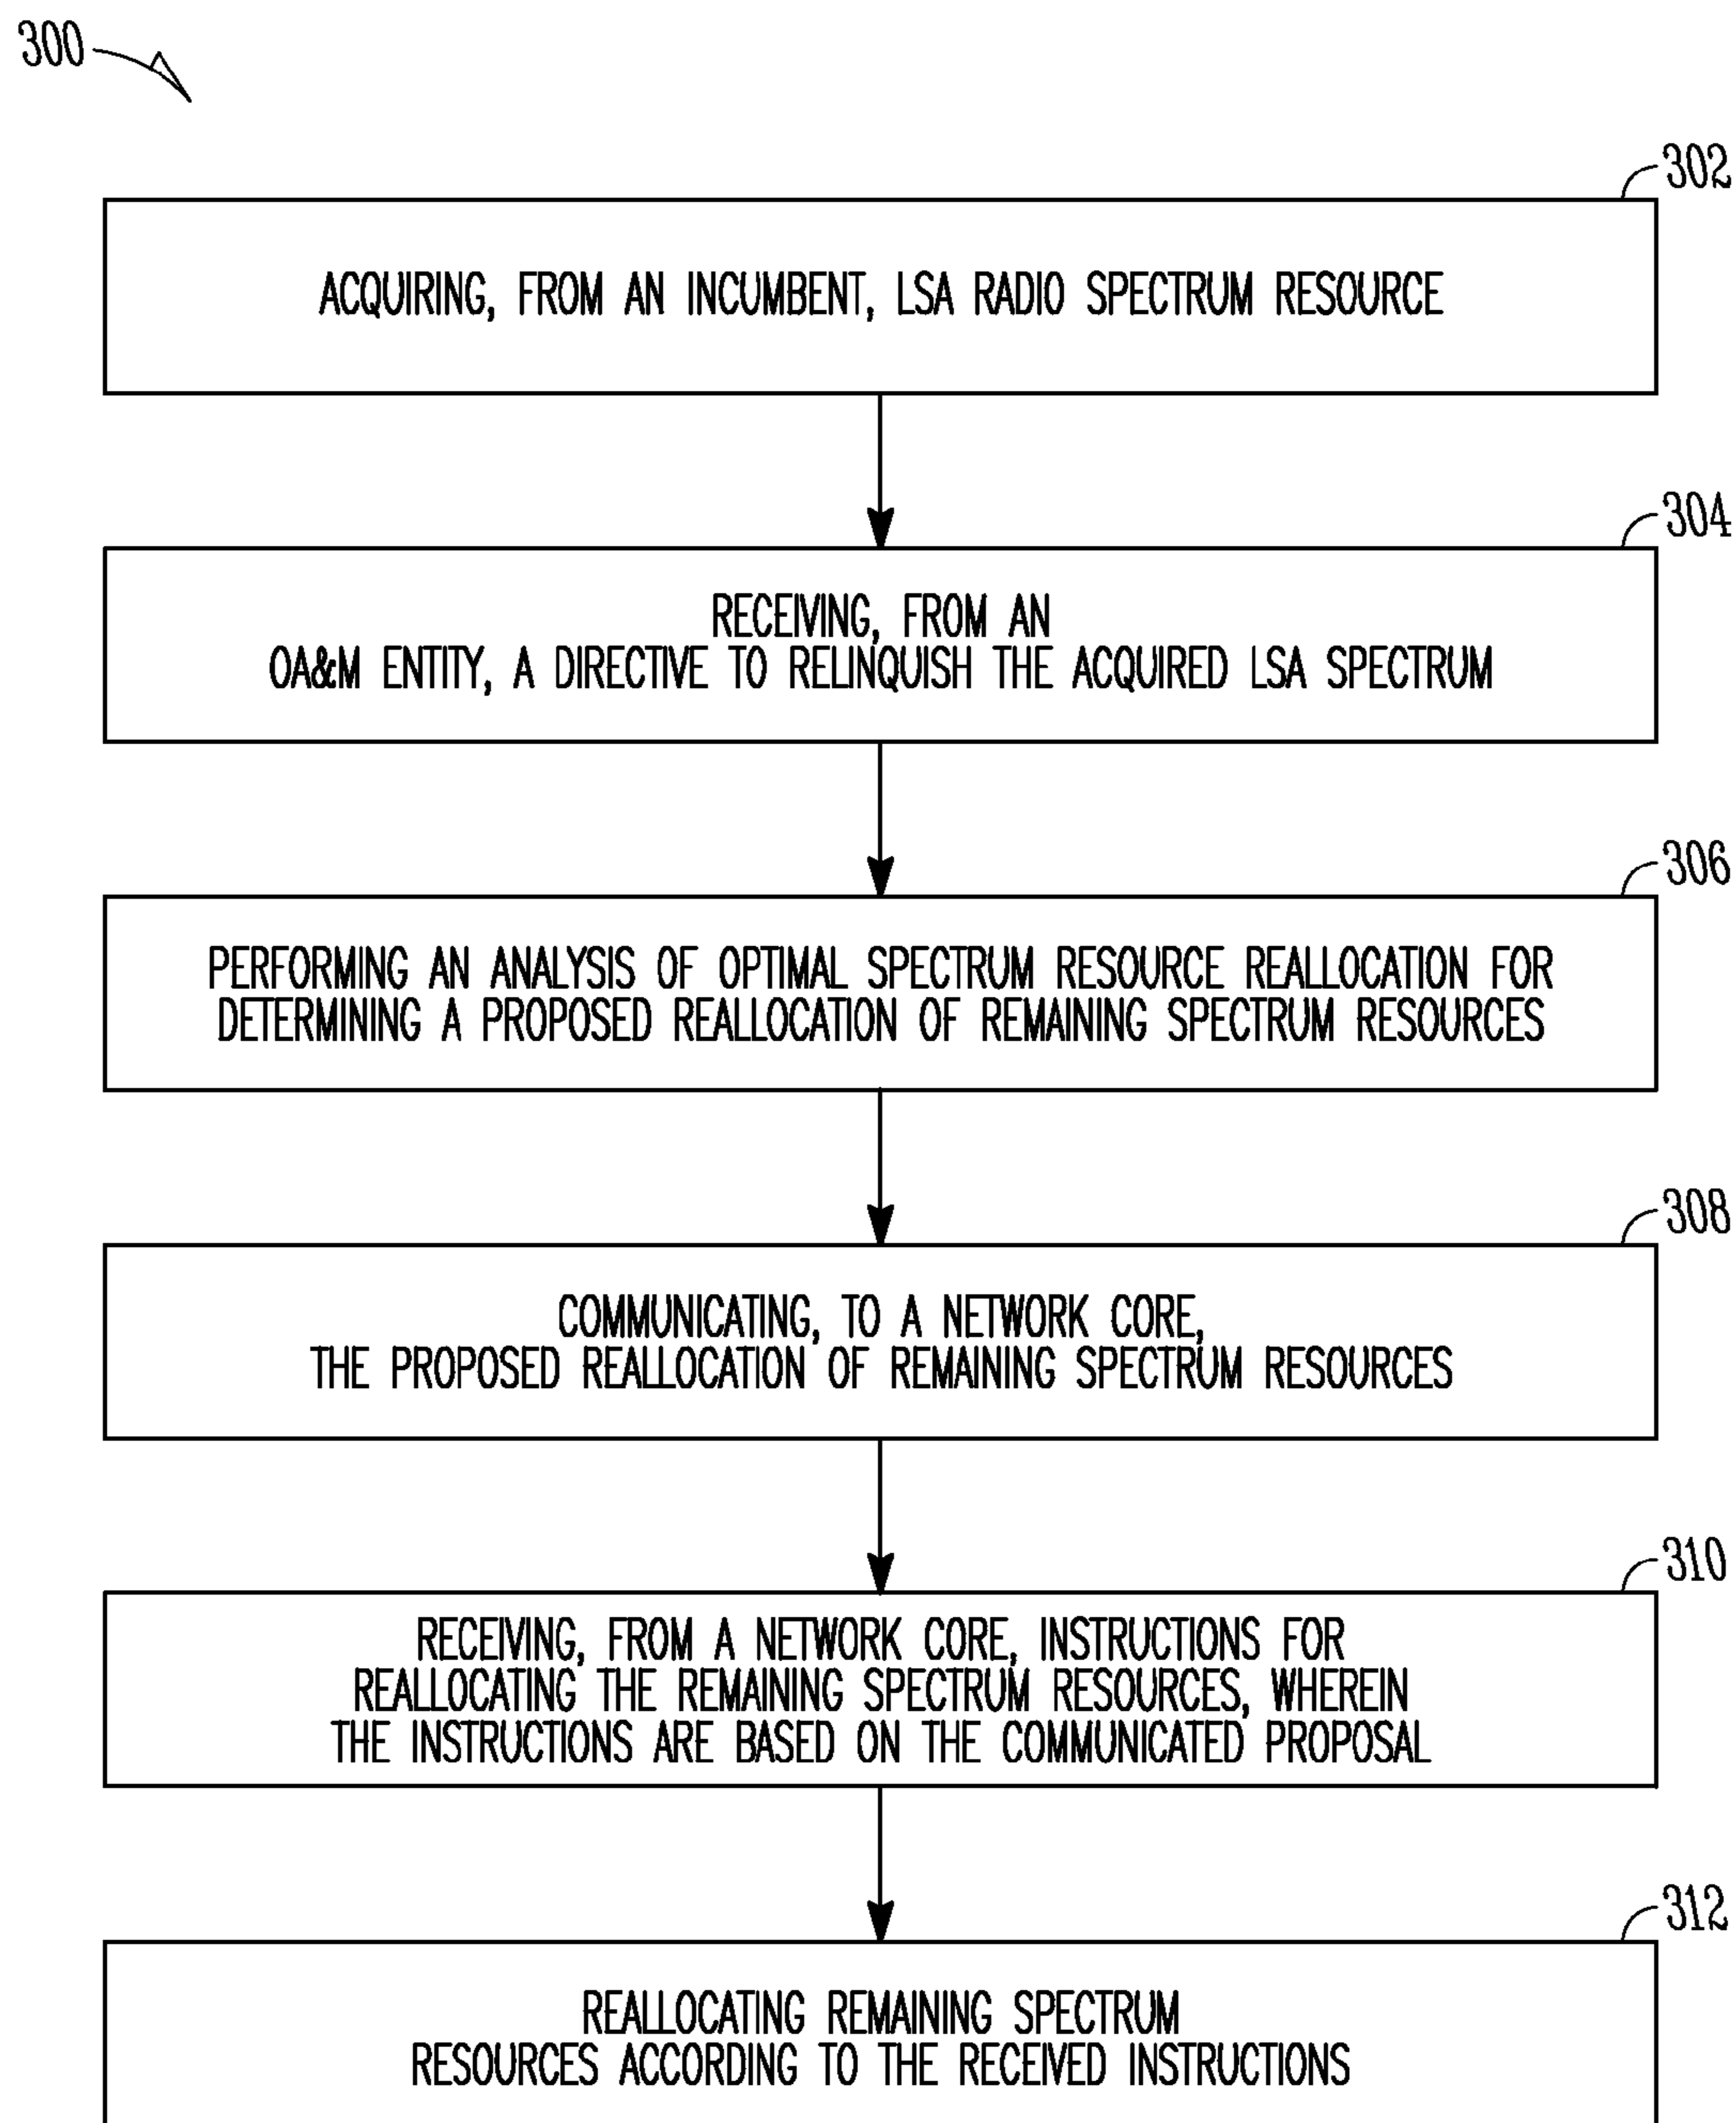 300
302
ACQUIRING, FROM AN INCUMBENT, LSA RADIO SPECTRUM RESOURCE
304
RECEIVING, FROM AN
OA&M ENTITY, A DIRECTIVE TO RELINQUISH THE ACQUIRED LSA SPECTRUM
306
PERFORMING AN ANALYSIS OF OPTIMAL SPECTRUM RESOURCE REALLOCATION FOR
DETERMINING A PROPOSED REALLOCATION OF REMAINING SPECTRUM RESOURCES
308
COMMUNICATING, TO A NETWORK CORE,
THE PROPOSED REALLOCATION OF REMAINING SPECTRUM RESOURCES
310
RECEIVING, FROM A NETWORK CORE, INSTRUCTIONS FOR
REALLOCATING THE REMAINING SPECTRUM RESOURCES, WHEREIN
THE INSTRUCTIONS ARE BASED ON THE COMMUNICATED PROPOSAL
312
REALLOCATING REMAINING SPECTRUM
RESOURCES ACCORDING TO THE RECEIVED INSTRUCTIONS